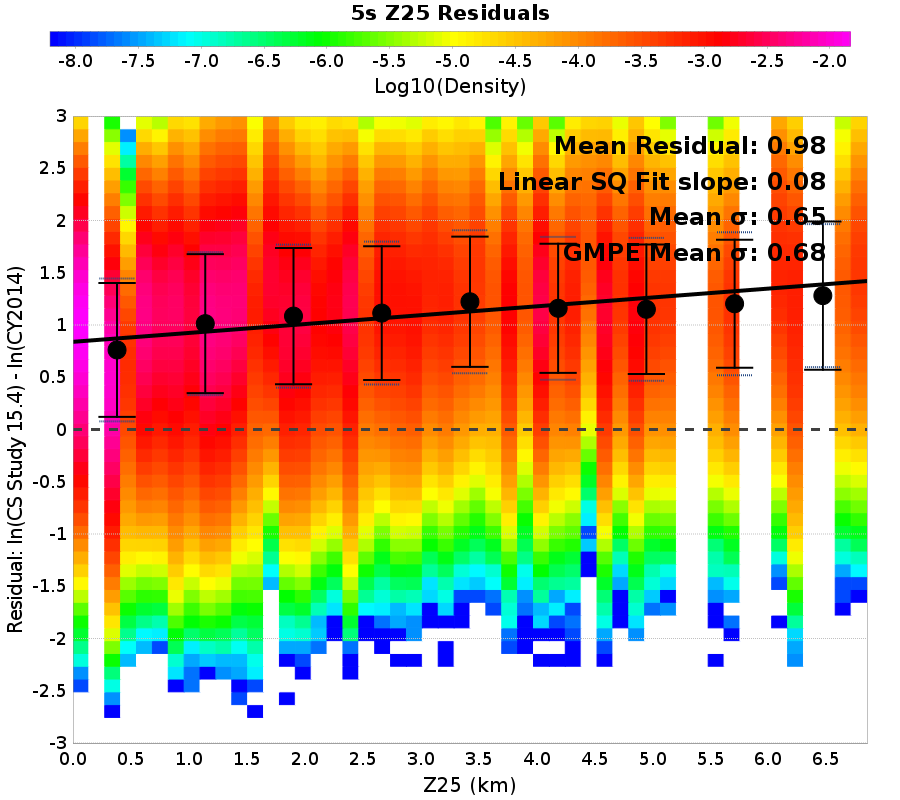 5s Z25 Residuals
-8.0 -7.5 -7.0 -6.5 -6.0 -5.5 -5.0 -4.5 -4.0 -3.5 -3.0 -2.5 -2.0
Log10(Density)
Mean Residual: 0.98
Linear SQ Fit slope: 0.08
Mean σ: 0.65
GMPE Mean σ: 0.68
Residual: ln(CS Study 15.4) - ln(CY2014)
3
2.5
2
1.5
1
0.5
0
-0.5
-1
-1.5
-2
-2.5
-3
0.0 0.5 1.0 1.5 2.0 2.5 3.0 3.5 4.0 4.5 5.0 5.5 6.0 6.5
Z25 (km)